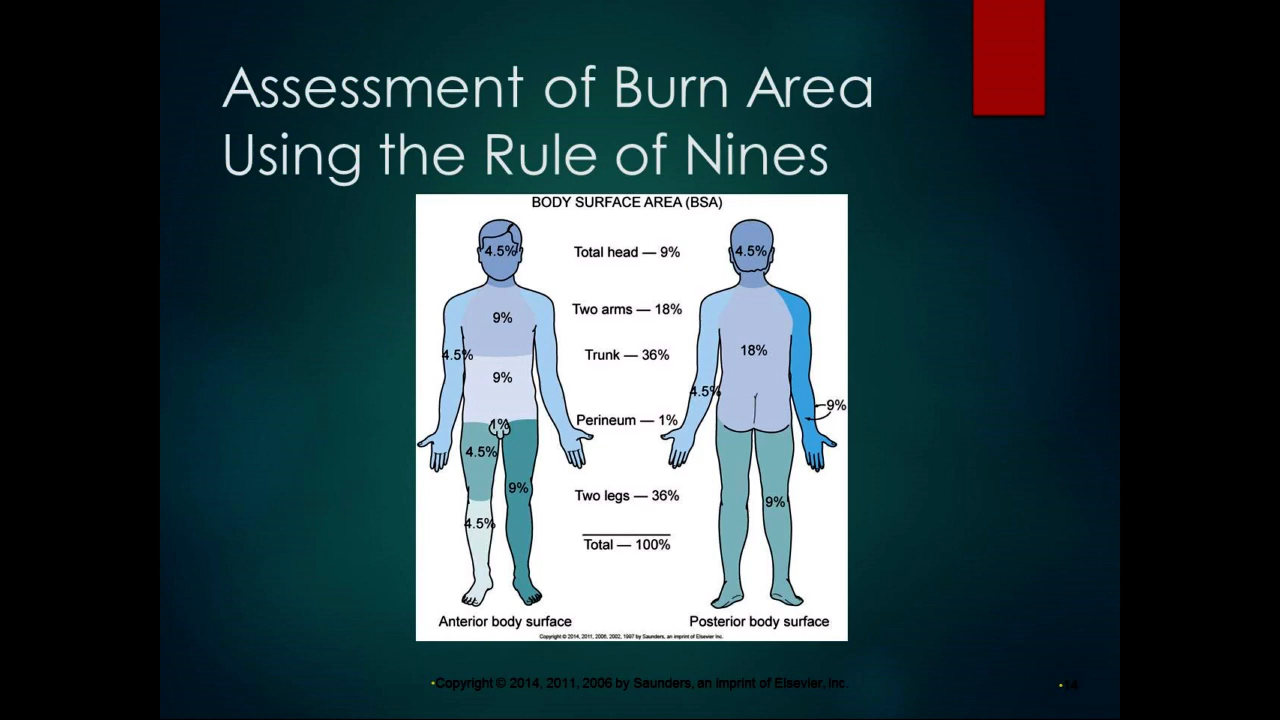 Assessment of Burn Area
Using the Rule of Nines
BODY SURFACE AREA (BSA)
4.5%
Total head — 9%
4.5%
9%
Two arms — 18%
4.5%
Trunk — 36%
18%
9%
4.5%
9%
1%
Perineum — 1%
4.5%
9%
Two legs — 36%
9%
4.5%
Total — 100%
Anterior body surface
Posterior body surface
Copyright © 2014, 2011, 2006, 2002, 1997 by Saunders, an imprint of Elsevier Inc.
•Copyright © 2014, 2011, 2006 by Saunders, an imprint of Elsevier, Inc.
•14